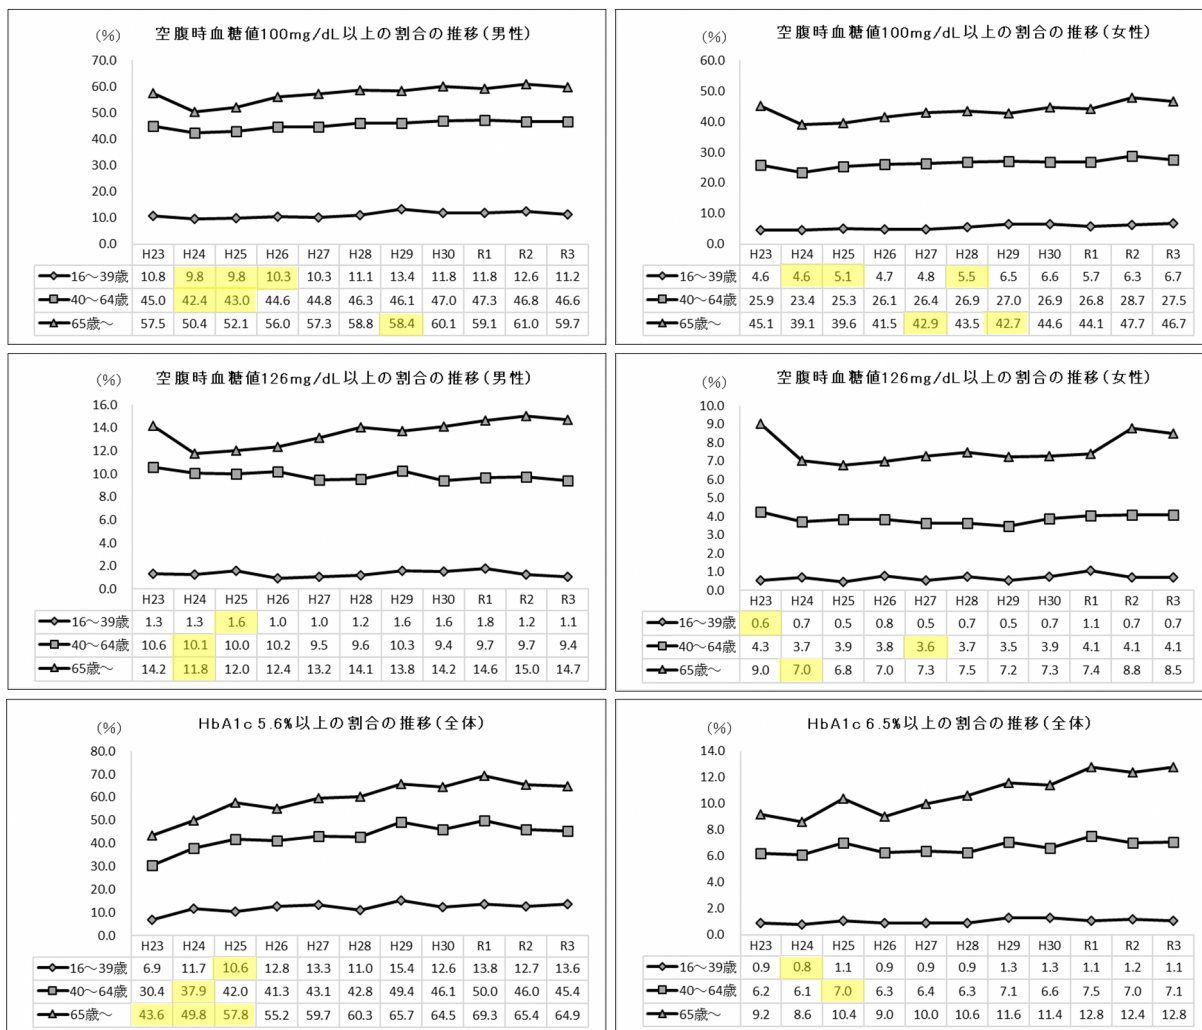 空腹時血糖値100mg/dL以上の割合の推移(男性)
(%)
70.0
60.0
50.0
40.0
30.0
20.0
10.0
0.0
H23 H24 H25 H26 H27 H28 H29 H30 R1 R2 R3
16~39歳 10.8 9.8 9.8 10.3 10.3 11.1 13.4 11.8 11.8 12.6 11.2
40~64歳 45.0 42.4 43.0 44.6 44.8 46.3 46.1 47.0 47.3 46.8 46.6
65歳~ 57.5 50.4 52.1 56.0 57.3 58.8 58.4 60.1 59.1 61.0 59.7
空腹時血糖値100mg/dL以上の割合の推移(女性)
(%)
60.0
50.0
40.0
30.0
20.0
10.0
0.0
H23 H24 H25 H26 H27 H28 H29 H30 R1 R2 R3
16~39歳 4.6 4.6 5.1 4.7 4.8 5.5 6.5 6.6 5.7 6.3 6.7
40~64歳 25.9 23.4 25.3 26.1 26.4 26.9 27.0 26.9 26.8 28.7 27.5
65歳~ 45.1 39.1 39.6 41.5 42.9 43.5 42.7 44.6 44.1 47.7 46.7
空腹時血糖値126mg/dL以上の割合の推移(男性)
(%)
16.0
14.0
12.0
10.0
8.0
6.0
4.0
2.0
0.0
H23 H24 H25 H26 H27 H28 H29 H30 R1 R2 R3
16~39歳 1.3 1.3 1.6 1.0 1.0 1.2 1.6 1.6 1.8 1.2 1.1
40~64歳 10.6 10.1 10.0 10.2 9.5 9.6 10.3 9.4 9.7 9.7 9.4
65歳~ 14.2 11.8 12.0 12.4 13.2 14.1 13.8 14.2 14.6 15.0 14.7
空腹時血糖値126mg/dL以上の割合の推移(女性)
(%)
10.0
9.0
8.0
7.0
6.0
5.0
4.0
3.0
2.0
1.0
0.0
H23 H24 H25 H26 H27 H28 H29 H30 R1 R2 R3
16~39歳 0.6 0.7 0.5 0.8 0.5 0.7 0.5 0.7 1.1 0.7 0.7
40~64歳 4.3 3.7 3.9 3.8 3.6 3.7 3.5 3.9 4.1 4.1 4.1
65歳~ 9.0 7.0 6.8 7.0 7.3 7.5 7.2 7.3 7.4 8.8 8.5
HbA1c 5.6%以上の割合の推移(全体)
(%)
80.0
70.0
60.0
50.0
40.0
30.0
20.0
10.0
0.0
H23 H24 H25 H26 H27 H28 H29 H30 R1 R2 R3
16~39歳 6.9 11.7 10.6 12.8 13.3 11.0 15.4 12.6 13.8 12.7 13.6
40~64歳 30.4 37.9 42.0 41.3 43.1 42.8 49.4 46.1 50.0 46.0 45.4
65歳~ 43.6 49.8 57.8 55.2 59.7 60.3 65.7 64.5 69.3 65.4 64.9
HbA1c 6.5%以上の割合の推移(全体)
(%)
14.0
12.0
10.0
8.0
6.0
4.0
2.0
0.0
H23 H24 H25 H26 H27 H28 H29 H30 R1 R2 R3
16~39歳 0.9 0.8 1.1 0.9 0.9 0.9 1.3 1.3 1.1 1.2 1.1
40~64歳 6.2 6.1 7.0 6.3 6.4 6.3 7.1 6.6 7.5 7.0 7.1
65歳~ 9.2 8.6 10.4 9.0 10.0 10.6 11.6 11.4 12.8 12.4 12.8